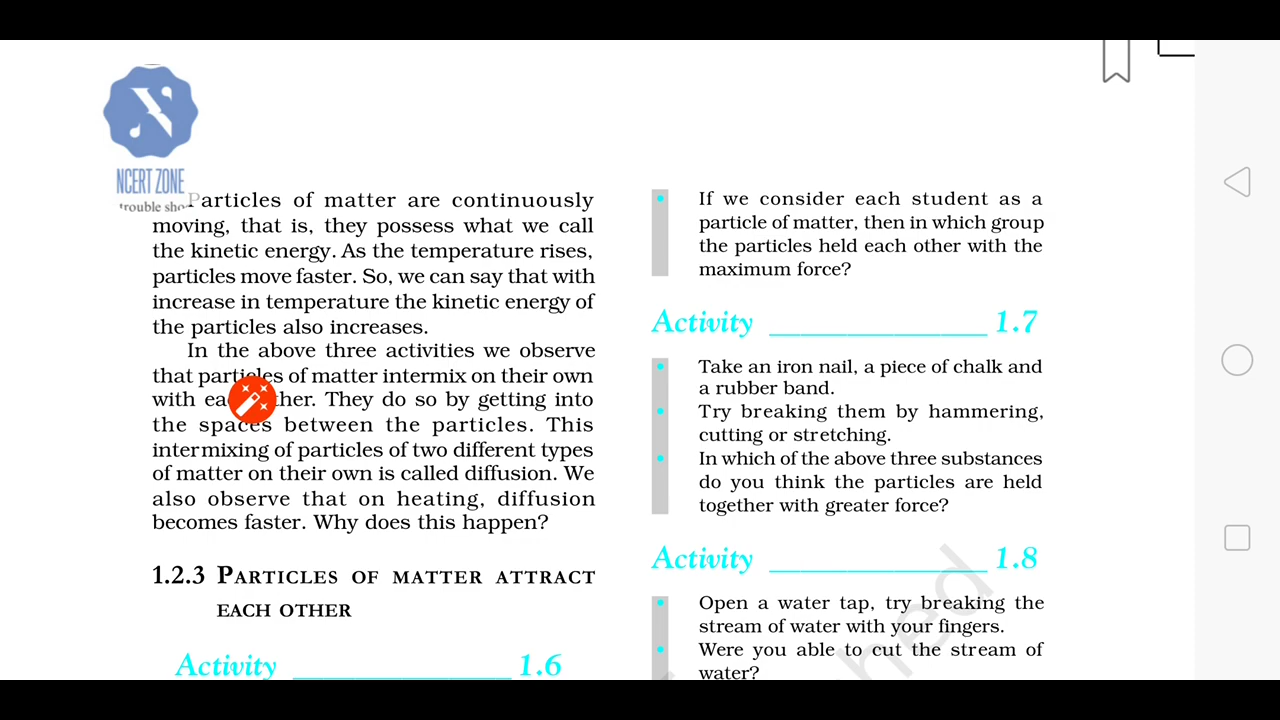 NCERT ZONE
trouble sho
Particles of matter are continuously
moving, that is, they possess what we call
the kinetic energy. As the temperature rises,
particles move faster. So, we can say that with
increase in temperature the kinetic energy of
the particles also increases.
In the above three activities we observe
that particles of matter intermix on their own
with ea ther. They do so by getting into
the spaces between the particles. This
intermixing of particles of two different types
of matter on their own is called diffusion. We
also observe that on heating, diffusion
becomes faster. Why does this happen?
1.2.3 PARTICLES OF MATTER ATTRACT
EACH OTHER
Activity ________________ 1.6
• If we consider each student as a
particle of matter, then in which group
the particles held each other with the
maximum force?
Activity ________________ 1.7
• Take an iron nail, a piece of chalk and
a rubber band.
• Try breaking them by hammering,
cutting or stretching.
• In which of the above three substances
do you think the particles are held
together with greater force?
Activity ________________ 1.8
• Open a water tap, try breaking the
stream of water with your fingers.
• Were you able to cut the stream of
water?
hed